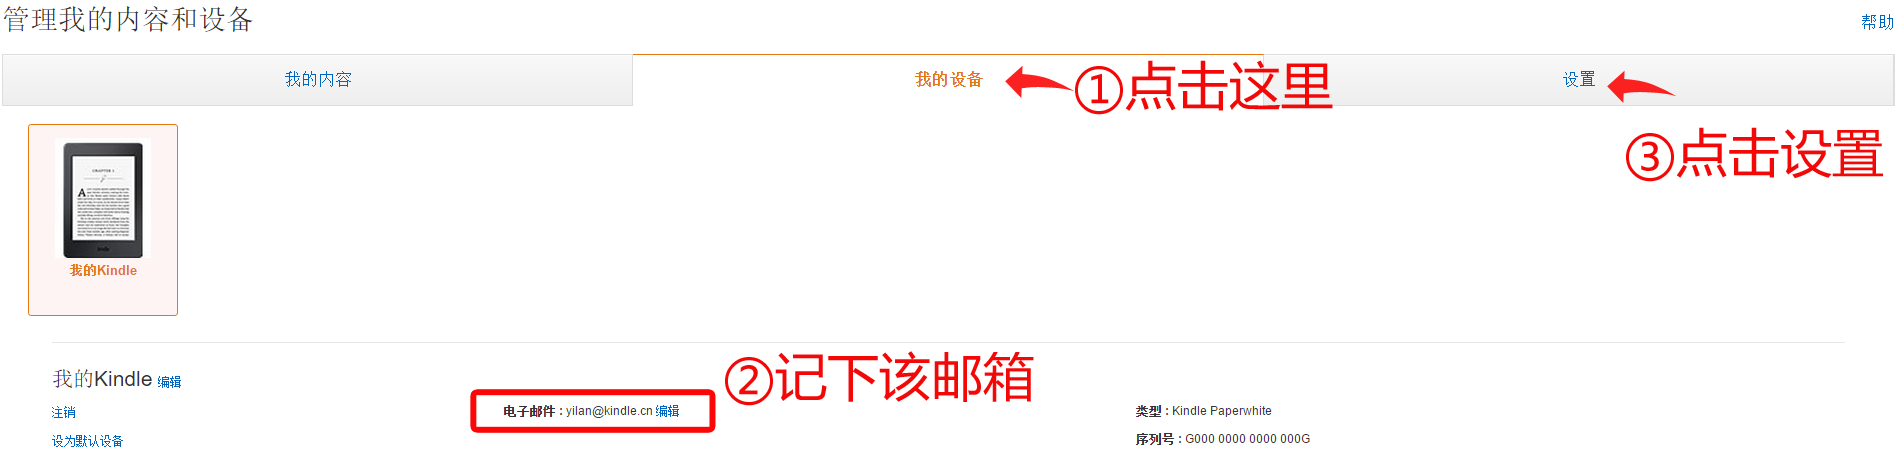 管理我的内容和设备
帮助
我的内容
我的设备
①点击这里
设置
③点击设置
CHAPTER I
kindle
我的Kindle
我的Kindle 编辑
②记下该邮箱
注销
电子邮件 : yilan@kindle.cn 编辑
类型 : Kindle Paperwhite
设为默认设备
序列号 : G000 0000 0000 000G